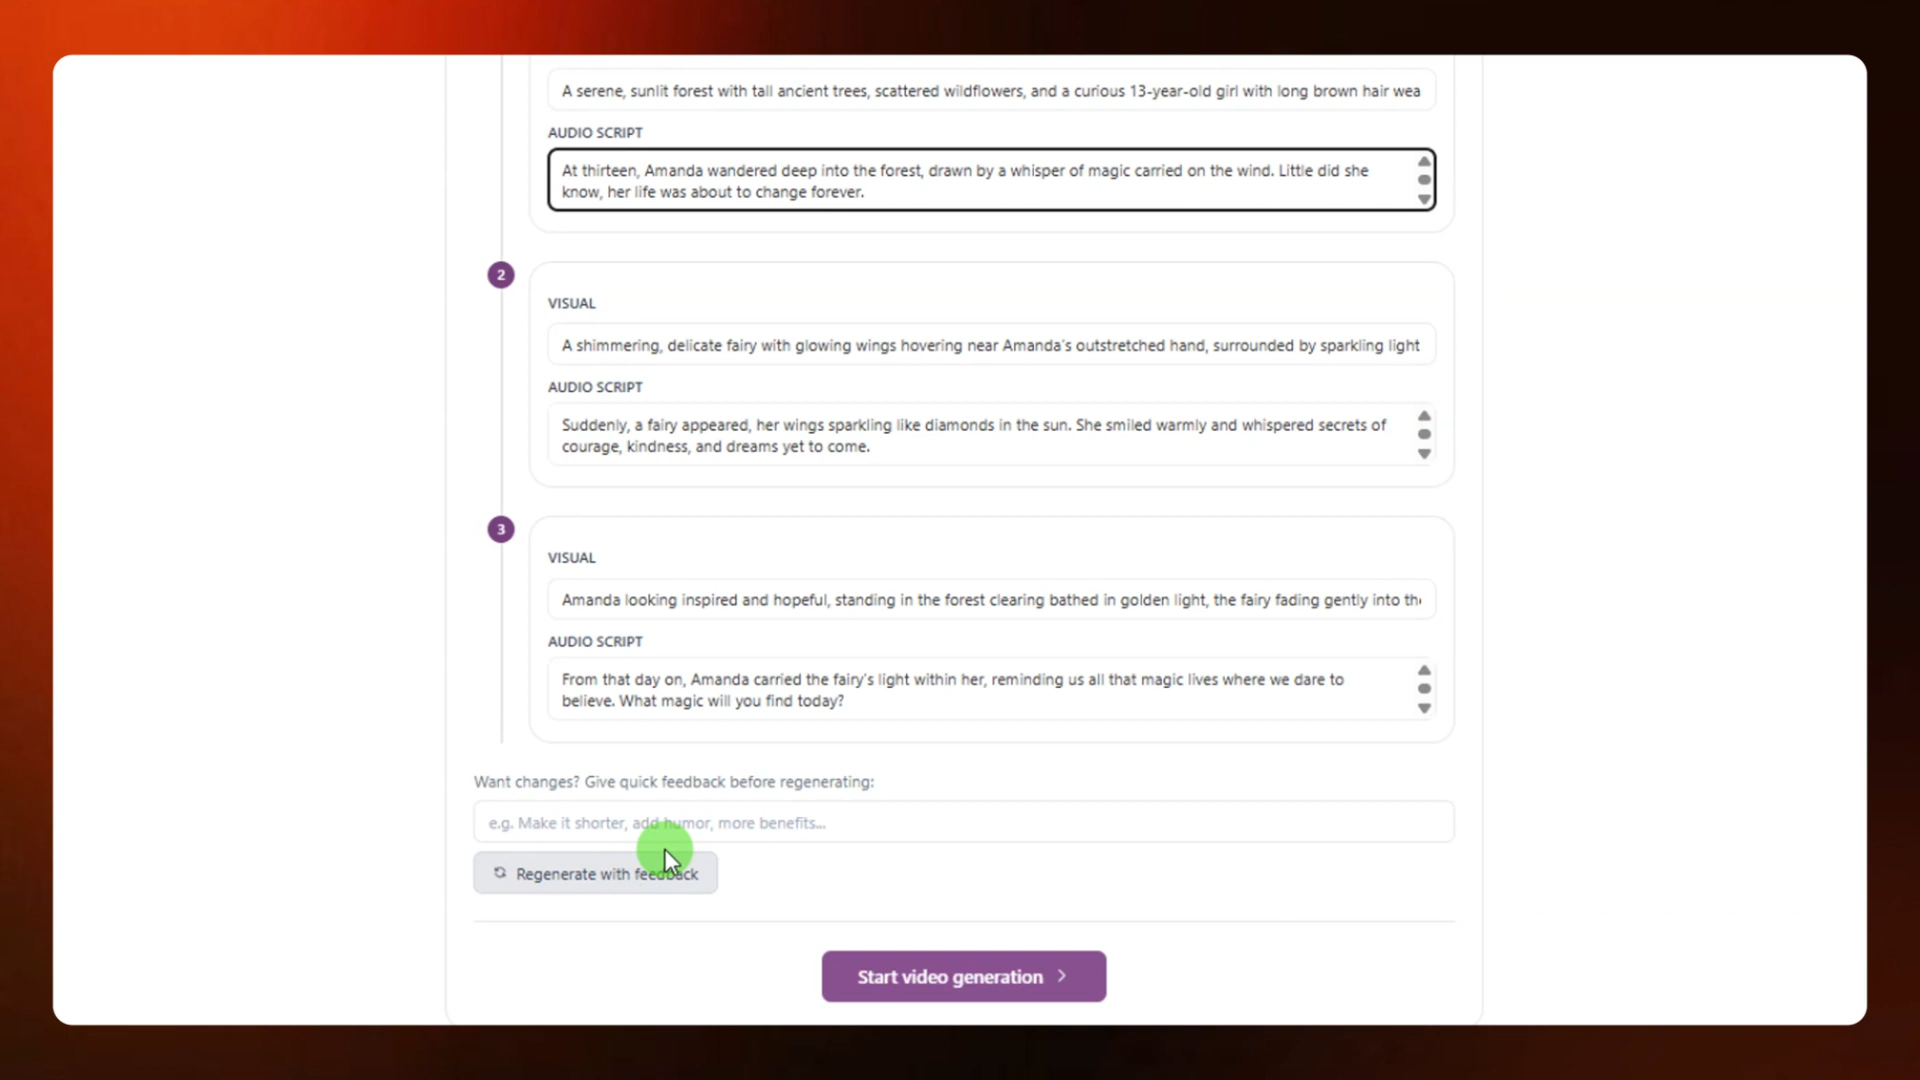 A serene, sunlit forest with tall ancient trees, scattered wildflowers, and a curious 13-year-old girl with long brown hair wea
AUDIO SCRIPT
At thirteen, Amanda wandered deep into the forest, drawn by a whisper of magic carried on the wind. Little did she
know, her life was about to change forever.
2
VISUAL
A shimmering, delicate fairy with glowing wings hovering near Amanda's outstretched hand, surrounded by sparkling light
AUDIO SCRIPT
Suddenly, a fairy appeared, her wings sparkling like diamonds in the sun. She smiled warmly and whispered secrets of
courage, kindness, and dreams yet to come.
3
VISUAL
Amanda looking inspired and hopeful, standing in the forest clearing bathed in golden light, the fairy fading gently into the
AUDIO SCRIPT
From that day on, Amanda carried the fairy's light within her, reminding us all that magic lives where we dare to
believe. What magic will you find today?
Want changes? Give quick feedback before regenerating:
e.g. Make it shorter, add humor, more benefits...
Regenerate with feedback
Start video generation